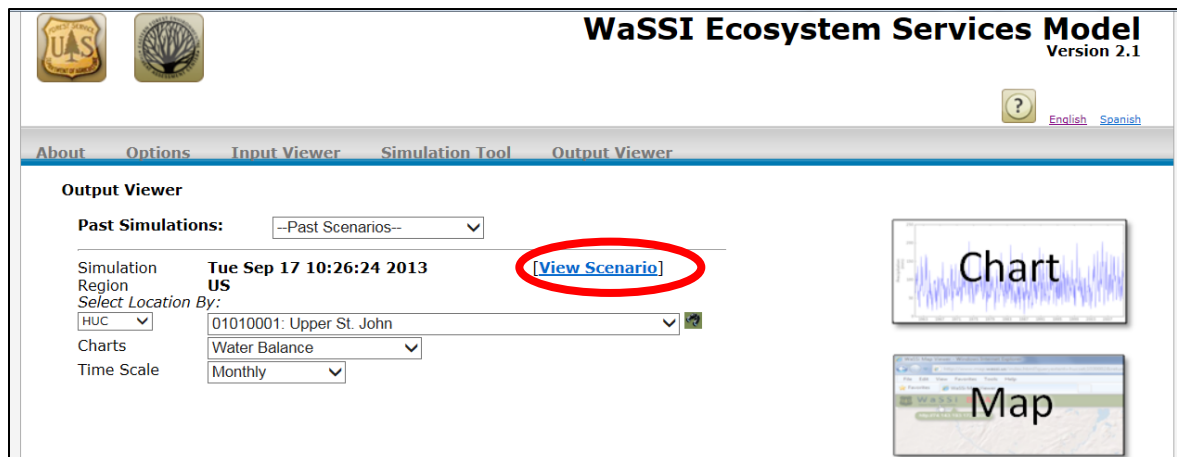 WaSSI Ecosystem Services Model
Version 2.1
UAS
?
English Spanish
About Options Input Viewer Simulation Tool Output Viewer
Output Viewer
Past Simulations: --Past Scenarios--
Simulation Tue Sep 17 10:26:24 2013 [View Scenario]
Region US
Select Location By:
HUC 01010001: Upper St. John
Charts Water Balance
Time Scale Monthly
Chart
Map
WaSSI